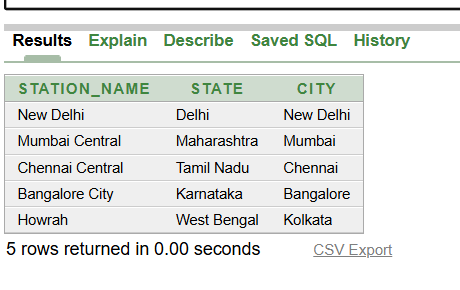 Results Explain Describe Saved SQL History
STATION_NAME STATE CITY
New Delhi Delhi New Delhi
Mumbai Central Maharashtra Mumbai
Chennai Central Tamil Nadu Chennai
Bangalore City Karnataka Bangalore
Howrah West Bengal Kolkata
5 rows returned in 0.00 seconds CSV Export